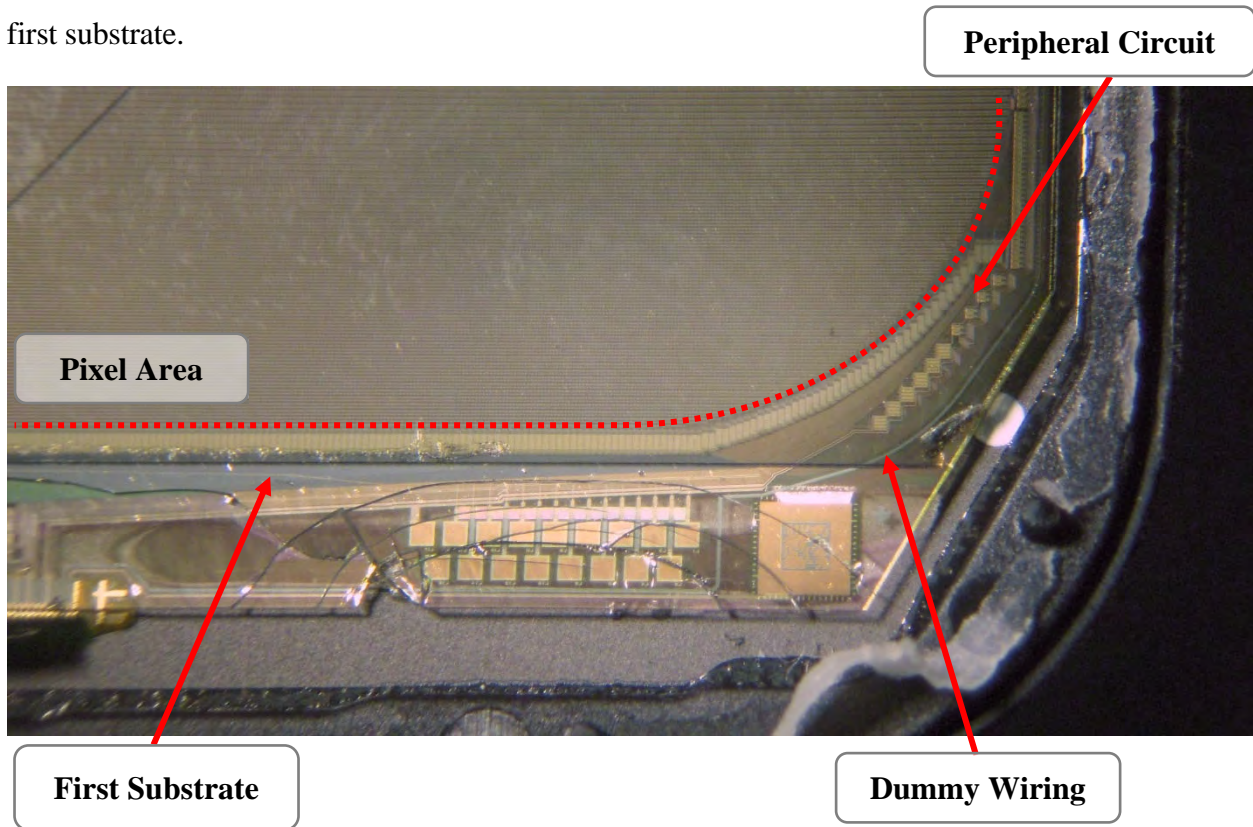 first substrate.
Peripheral Circuit
Pixel Area
First Substrate
Dummy Wiring